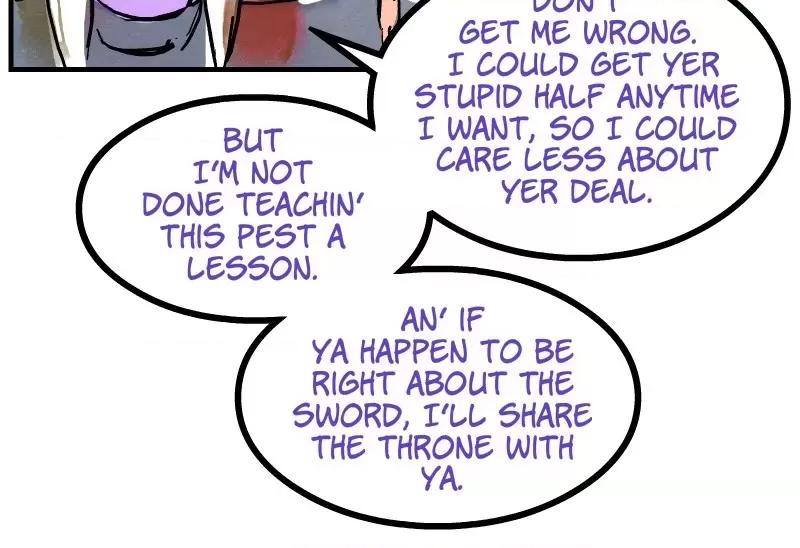 DON'T
GET ME WRONG.
I COULD GET YER
STUPID HALF ANYTIME
I WANT, SO I COULD
CARE LESS ABOUT
YER DEAL.
BUT
I'M NOT
DONE TEACHIN'
THIS PEST A
LESSON.
AN' IF
YA HAPPEN TO BE
RIGHT ABOUT THE
SWORD, I'LL SHARE
THE THRONE WITH
YA.